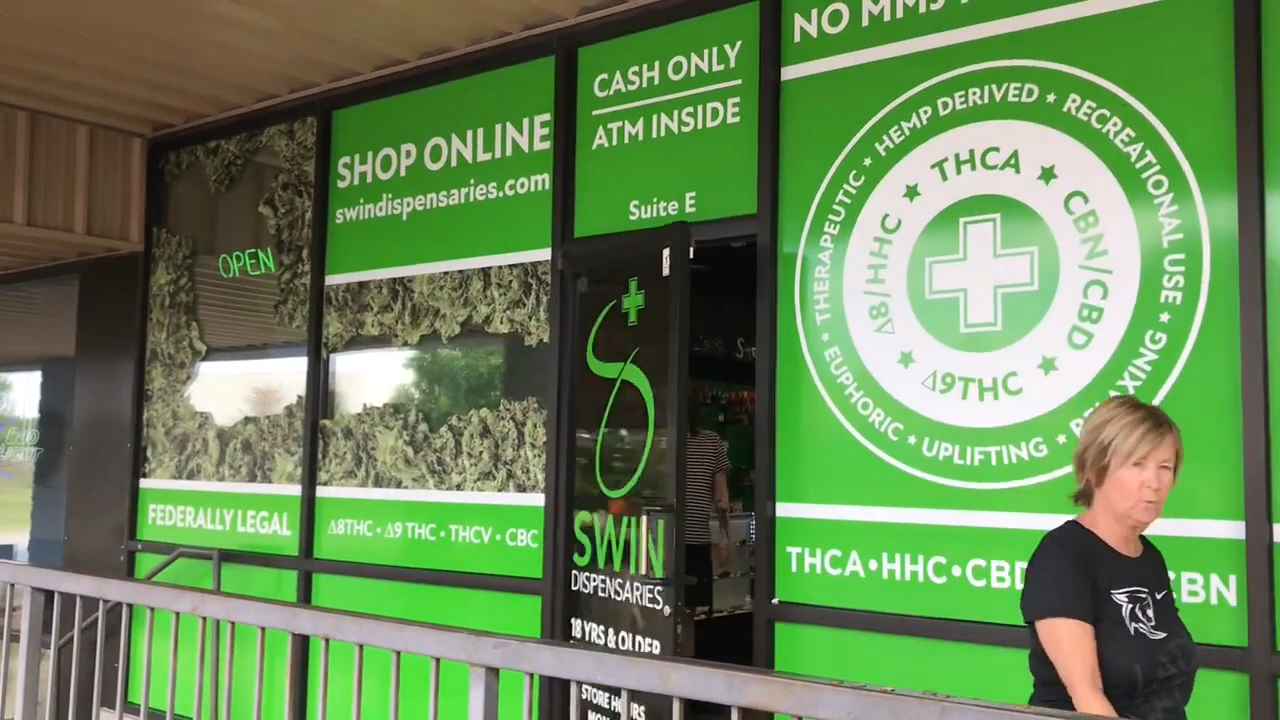 OPEN
SHOP ONLINE
swindispensaries.com
FEDERALLY LEGAL
Δ8THC • Δ9 THC • THCV • CBC
CASH ONLY
ATM INSIDE
Suite E
SWIN
DISPENSARIES
18 YRS & OLDER
STORE HOURS
NO MMJ
THERAPEUTIC ★ HEMP DERIVED ★ RECREATIONAL USE ★
★ EUPHORIC ★ UPLIFTING ★
Δ8/HHC ★ THCA ★ CBN/CBD ★ Δ9THC ★
THCA•HHC•CBD
CBN